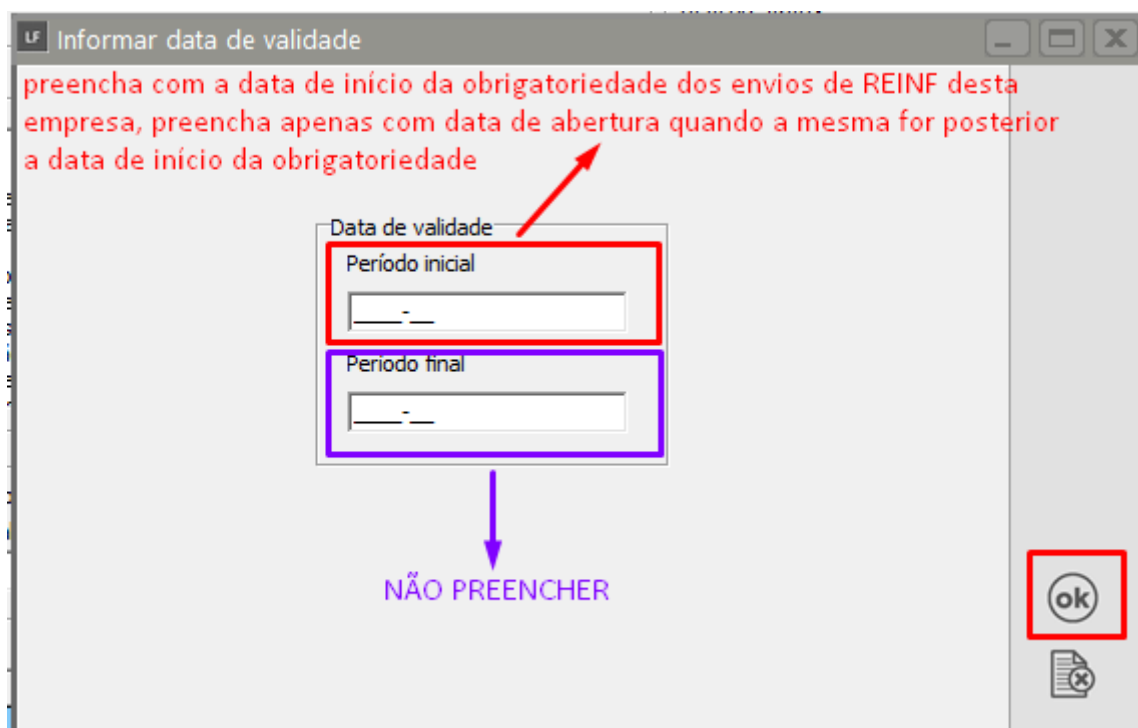 LF Informar data de validade
preencha com a data de início da obrigatoriedade dos envios de REINF desta
empresa, preencha apenas com data de abertura quando a mesma for posterior
a data de início da obrigatoriedade
Data de validade
Período inicial
____-__
Período final
____-__
NÃO PREENCHER
ok